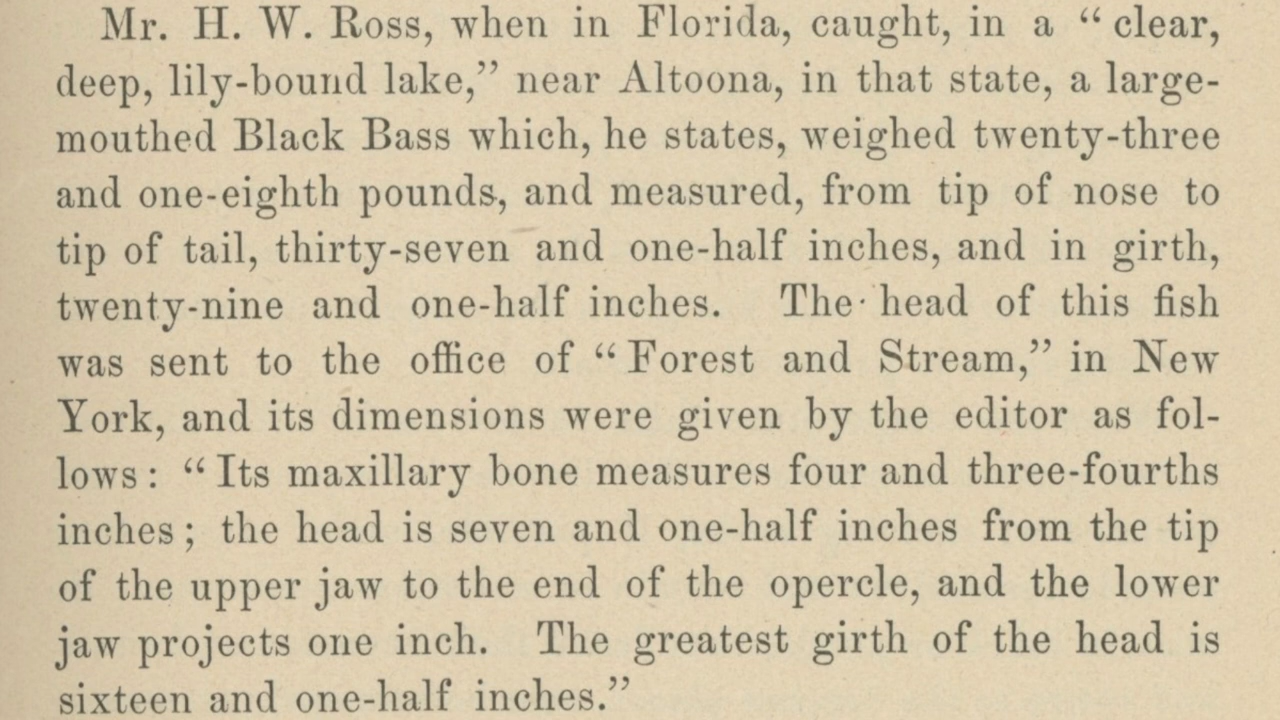 Mr. H. W. Ross, when in Florida, caught, in a “clear,
deep, lily-bound lake,” near Altoona, in that state, a large-
mouthed Black Bass which, he states, weighed twenty-three
and one-eighth pounds, and measured, from tip of nose to
tip of tail, thirty-seven and one-half inches, and in girth,
twenty-nine and one-half inches. The head of this fish
was sent to the office of “Forest and Stream,” in New
York, and its dimensions were given by the editor as fol-
lows: “Its maxillary bone measures four and three-fourths
inches; the head is seven and one-half inches from the tip
of the upper jaw to the end of the opercle, and the lower
jaw projects one inch. The greatest girth of the head is
sixteen and one-half inches.”